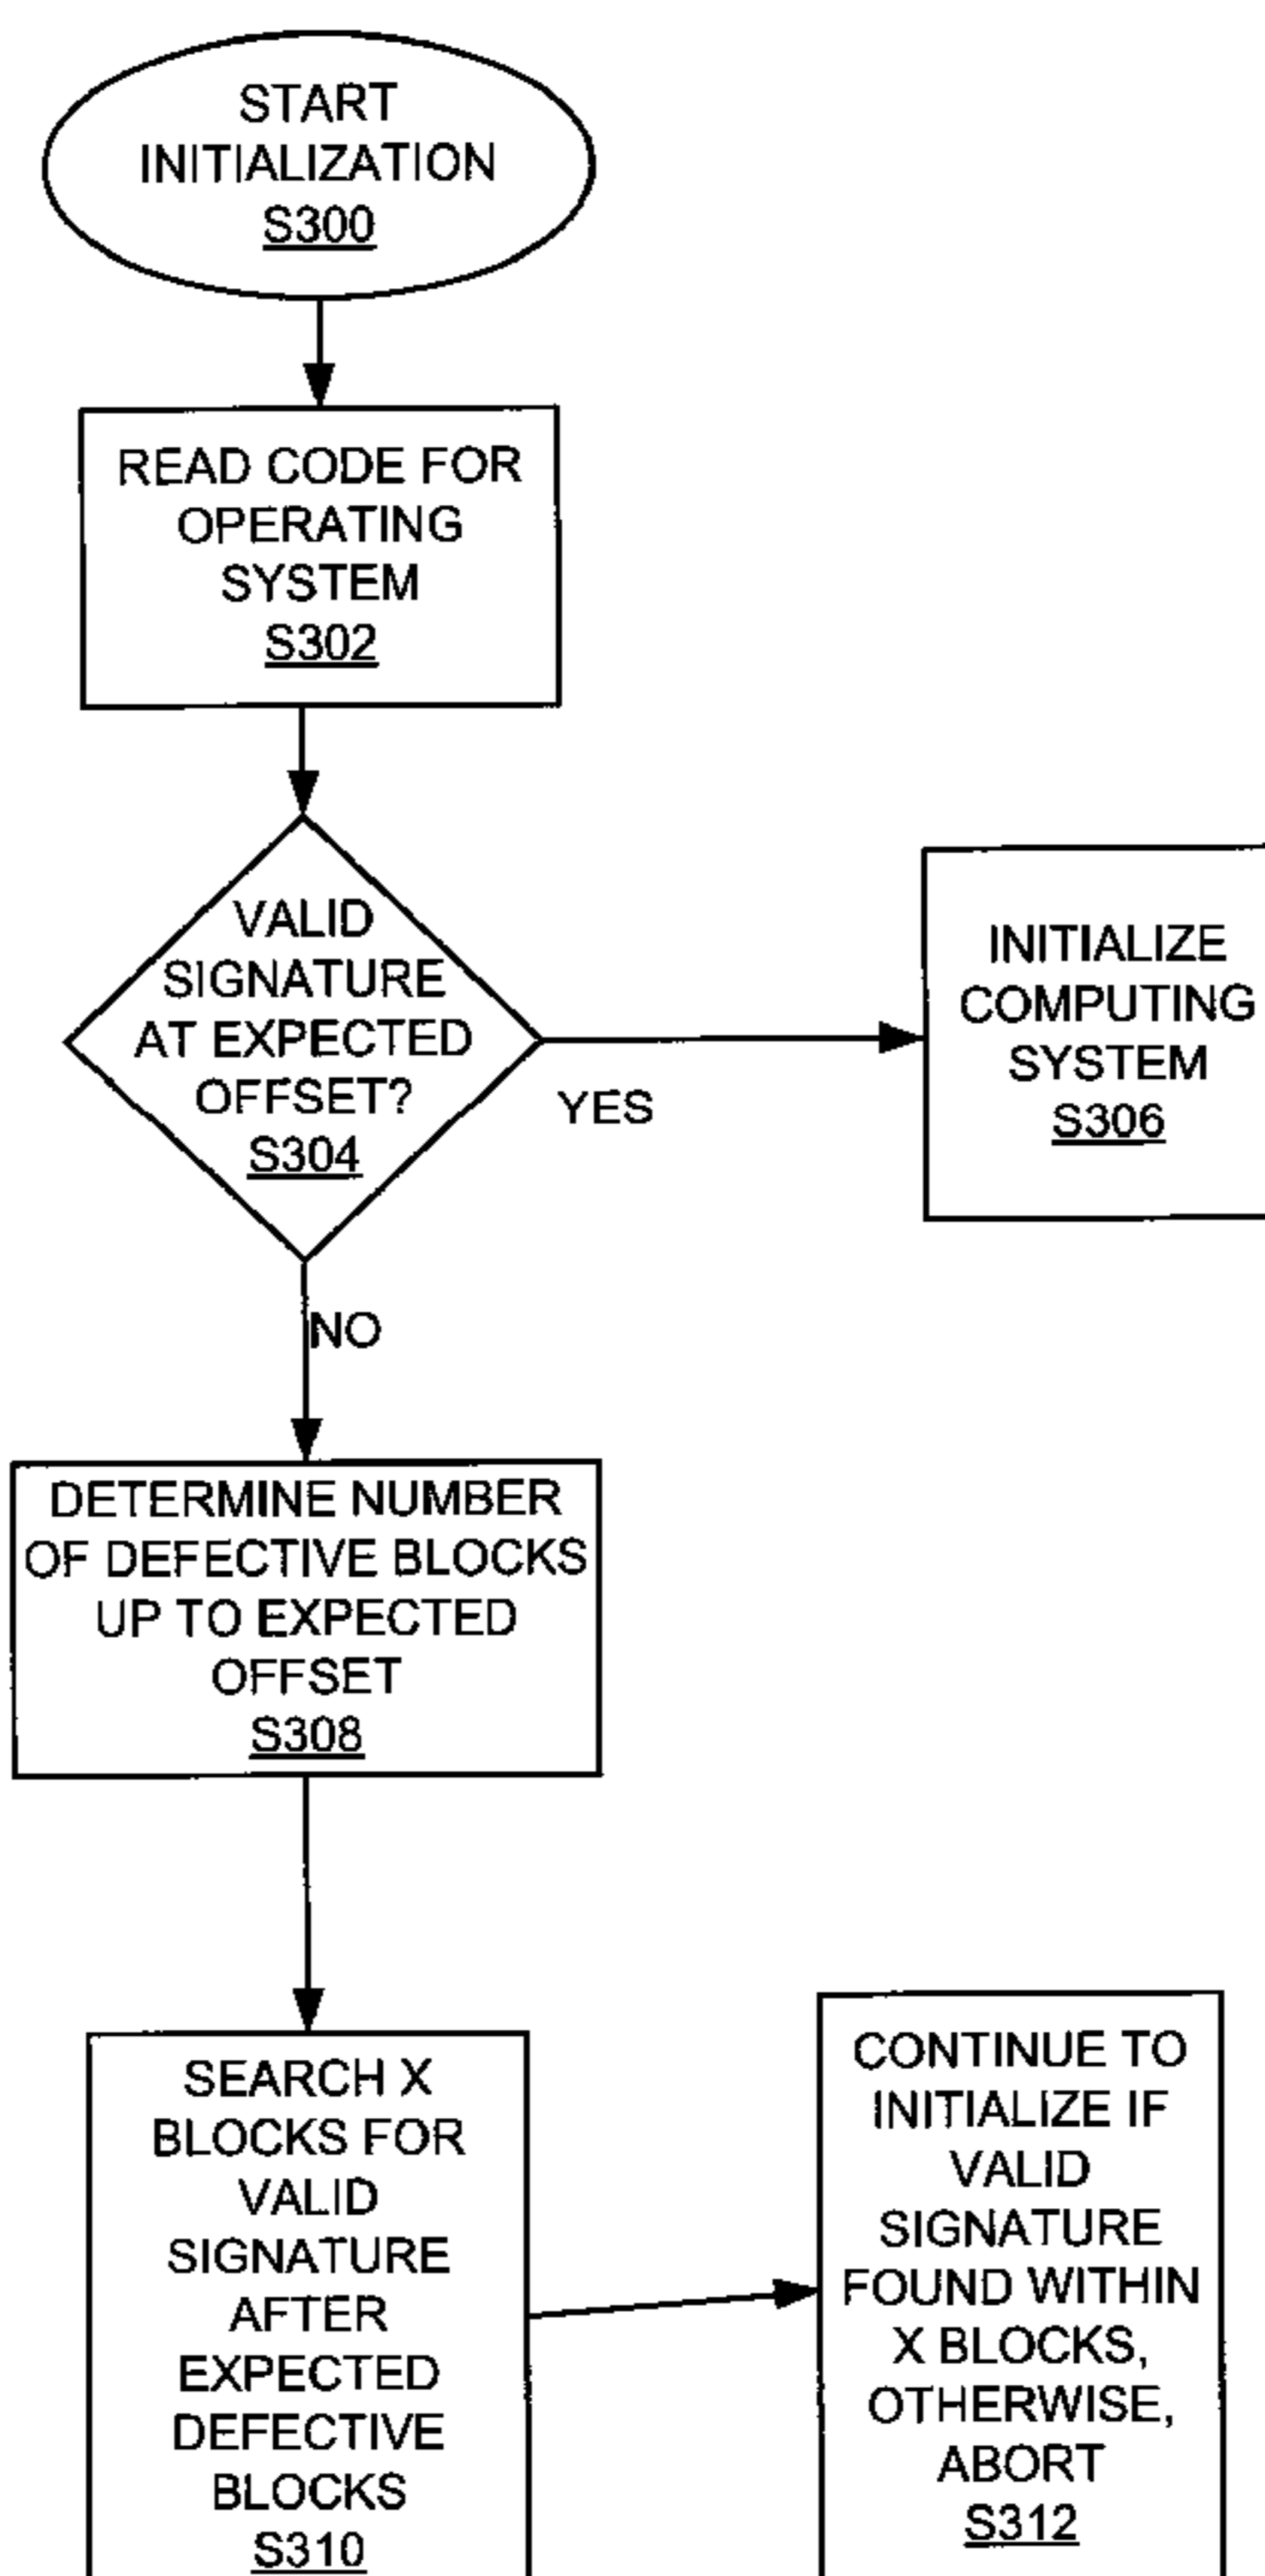 START
INITIALIZATION
S300
READ CODE FOR
OPERATING
SYSTEM
S302
VALID
SIGNATURE
AT EXPECTED
OFFSET?
S304
YES
INITIALIZE
COMPUTING
SYSTEM
S306
NO
DETERMINE NUMBER
OF DEFECTIVE BLOCKS
UP TO EXPECTED
OFFSET
S308
SEARCH X
BLOCKS FOR
VALID
SIGNATURE
AFTER
EXPECTED
DEFECTIVE
BLOCKS
S310
CONTINUE TO
INITIALIZE IF
VALID
SIGNATURE
FOUND WITHIN
X BLOCKS,
OTHERWISE,
ABORT
S312